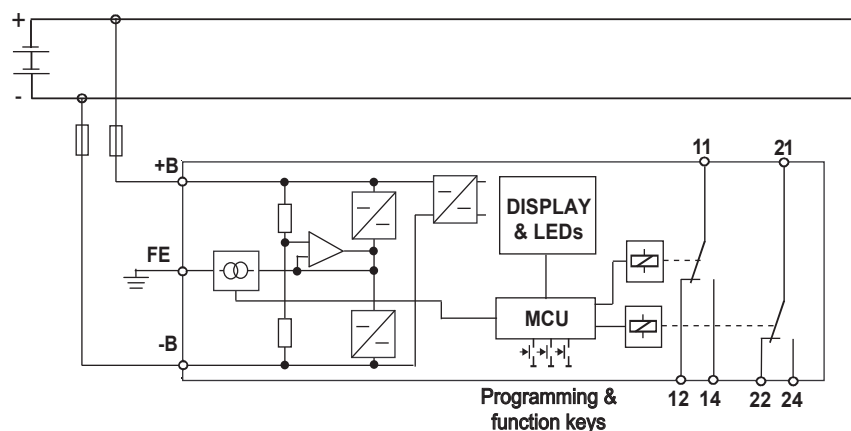 +
-
11
21
+B
DISPLAY
& LEDs
FE
MCU
-B
Programming &
function keys
12
14
22
24